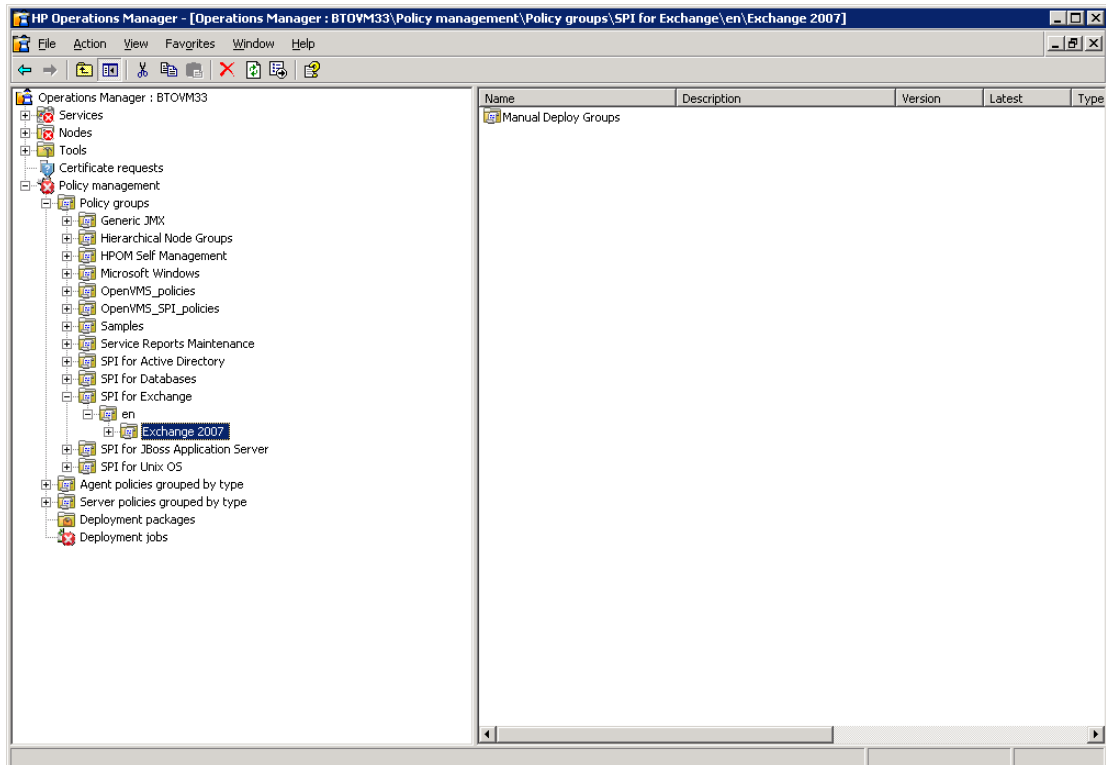 HP Operations Manager - [Operations Manager : BTOVM33\Policy management\Policy groups\SPI for Exchange\en\Exchange 2007]
File Action View Favorites Window Help
Operations Manager : BTOVM33
Services
Nodes
Tools
Certificate requests
Policy management
Policy groups
Generic JMX
Hierarchical Node Groups
HPOM Self Management
Microsoft Windows
OpenVMS_policies
OpenVMS_SPI_policies
Samples
Service Reports Maintenance
SPI for Active Directory
SPI for Databases
SPI for Exchange
en
Exchange 2007
SPI for JBoss Application Server
SPI for Unix OS
Agent policies grouped by type
Server policies grouped by type
Deployment packages
Deployment jobs
Name Description Version Latest Type
Manual Deploy Groups